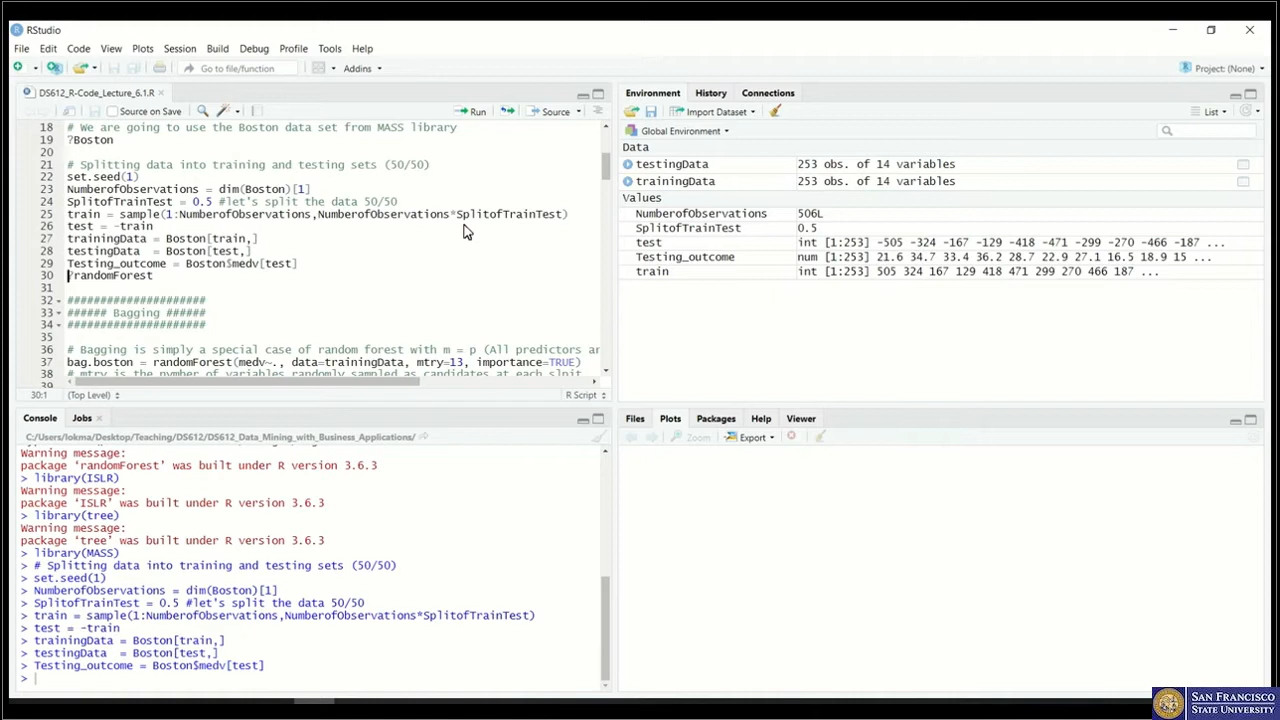 RStudio
File Edit Code View Plots Session Build Debug Profile Tools Help
Go to file/function Addins Project: (None)
DS612_R-Code_Lecture_6.1.R
Source on Save Run Source
18 # We are going to use the Boston data set from MASS library
19 ?Boston
20
21 # Splitting data into training and testing sets (50/50)
22 set.seed(1)
23 NumberofObservations = dim(Boston)[1]
24 SplitofTrainTest = 0.5 #let's split the data 50/50
25 train = sample(1:NumberofObservations,NumberofObservations*SplitofTrainTest)
26 test = -train
27 trainingData = Boston[train,]
28 testingData = Boston[test,]
29 Testing_outcome = Boston$medv[test]
30 ?randomForest
31
32 #####################
33 ###### Bagging ######
34 #####################
35
36 # Bagging is simply a special case of random forest with m = p (All predictors ar
37 bag.boston = randomForest(medv~., data=trainingData, mtry=13, importance=TRUE)
38 # mtry is the number of variables randomly sampled as candidates at each slpit
39
30:1 (Top Level) R Script
Console Jobs
C:/Users/lokma/Desktop/Teaching/DS612/DS612_Data_Mining_with_Business_Applications/
Warning message:
package 'randomForest' was built under R version 3.6.3
> library(ISLR)
Warning message:
package 'ISLR' was built under R version 3.6.3
> library(tree)
Warning message:
package 'tree' was built under R version 3.6.3
> library(MASS)
> # Splitting data into training and testing sets (50/50)
> set.seed(1)
> NumberofObservations = dim(Boston)[1]
> SplitofTrainTest = 0.5 #let's split the data 50/50
> train = sample(1:NumberofObservations,NumberofObservations*SplitofTrainTest)
> test = -train
> trainingData = Boston[train,]
> testingData = Boston[test,]
> Testing_outcome = Boston$medv[test]
>
Environment History Connections
Import Dataset List
Global Environment
Data
testingData 253 obs. of 14 variables
trainingData 253 obs. of 14 variables
Values
NumberofObservations 506L
SplitofTrainTest 0.5
test int [1:253] -505 -324 -167 -129 -418 -471 -299 -270 -466 -187 ...
Testing_outcome num [1:253] 21.6 34.7 33.4 36.2 28.7 22.9 27.1 16.5 18.9 15 ...
train int [1:253] 505 324 167 129 418 471 299 270 466 187 ...
Files Plots Packages Help Viewer
Zoom Export
SAN FRANCISCO
STATE UNIVERSITY